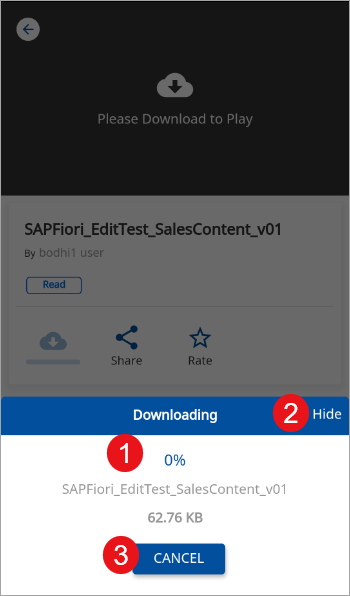 Please Download to Play
SAPFiori_EditTest_SalesContent_v01
By bodhi1 user
Read
Share
Rate
Downloading
2
Hide
1
0%
SAPFiori_EditTest_SalesContent_v01
62.76 KB
3
CANCEL